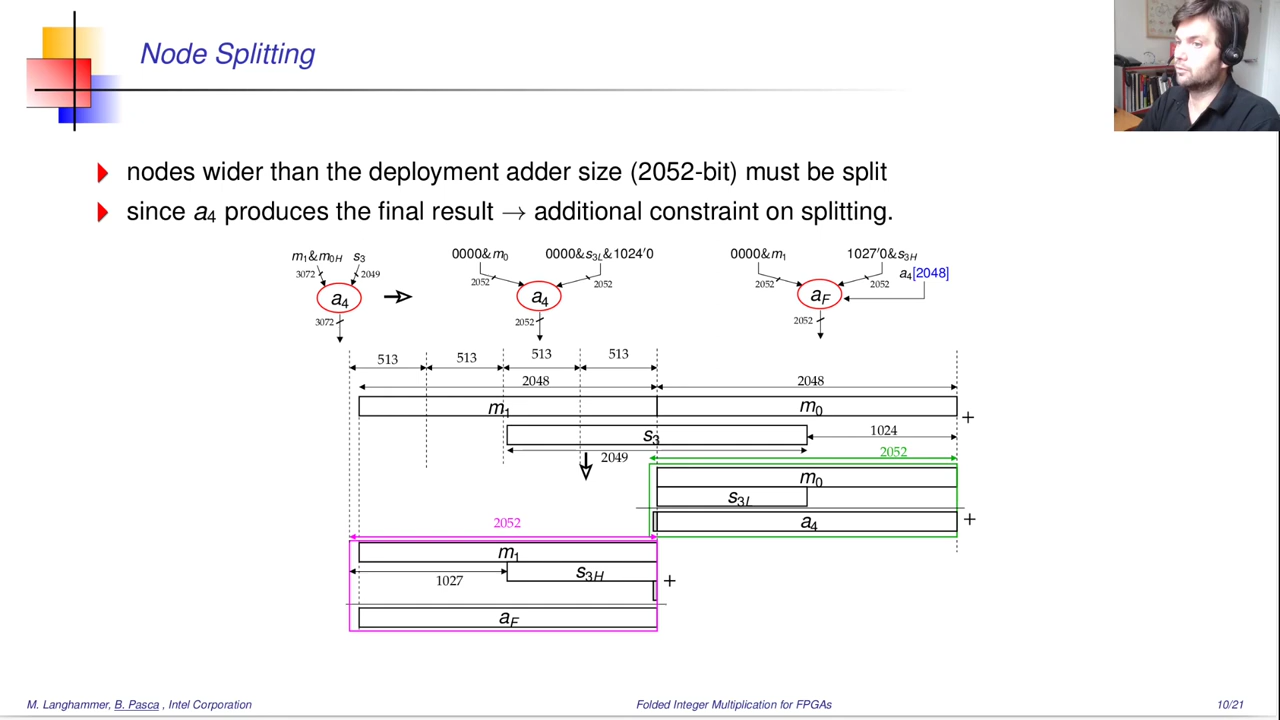 Node Splitting
nodes wider than the deployment adder size (2052-bit) must be split
since a4 produces the final result → additional constraint on splitting.
m1&m0H s3
3072 2049
a4
3072
0000&m0 0000&s3L&1024'0
2052 2052
a4
2052
0000&m1 1027'0&s3H
a4[2048]
2052 2052
aF
2052
513 513 513 513
2048 2048
m1 m0
+
s3 1024
2049 2052
m0
s3L
a4 +
2052
m1
1027 s3H +
aF
M. Langhammer, B. Pasca , Intel Corporation Folded Integer Multiplication for FPGAs 10/21